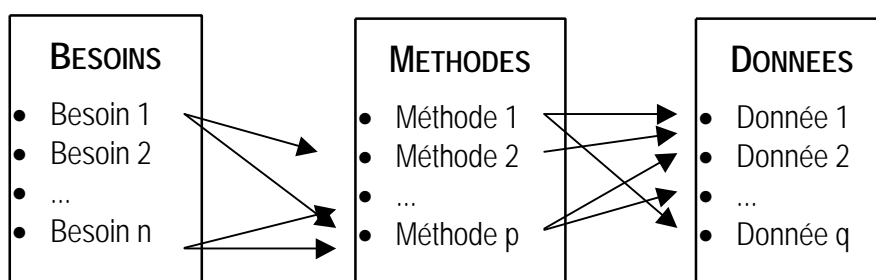 BESOINS
• Besoin 1
• Besoin 2
• ...
• Besoin n
METHODES
• Méthode 1
• Méthode 2
• ...
• Méthode p
DONNEES
• Donnée 1
• Donnée 2
• ...
• Donnée q